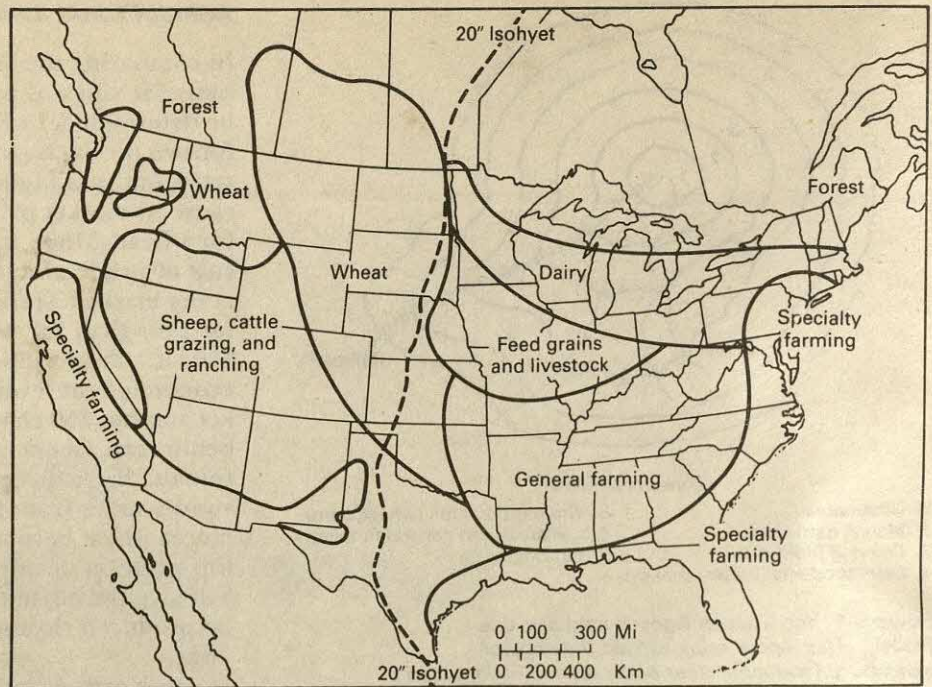 20" Isohyet
Forest
Forest
Wheat
Wheat
Dairy
Sheep, cattle
grazing, and
ranching
Specialty farming
Feed grains
and livestock
Specialty
farming
General farming
Specialty
farming
0 100 300 Mi
0 200 400 Km
20" Isohyet